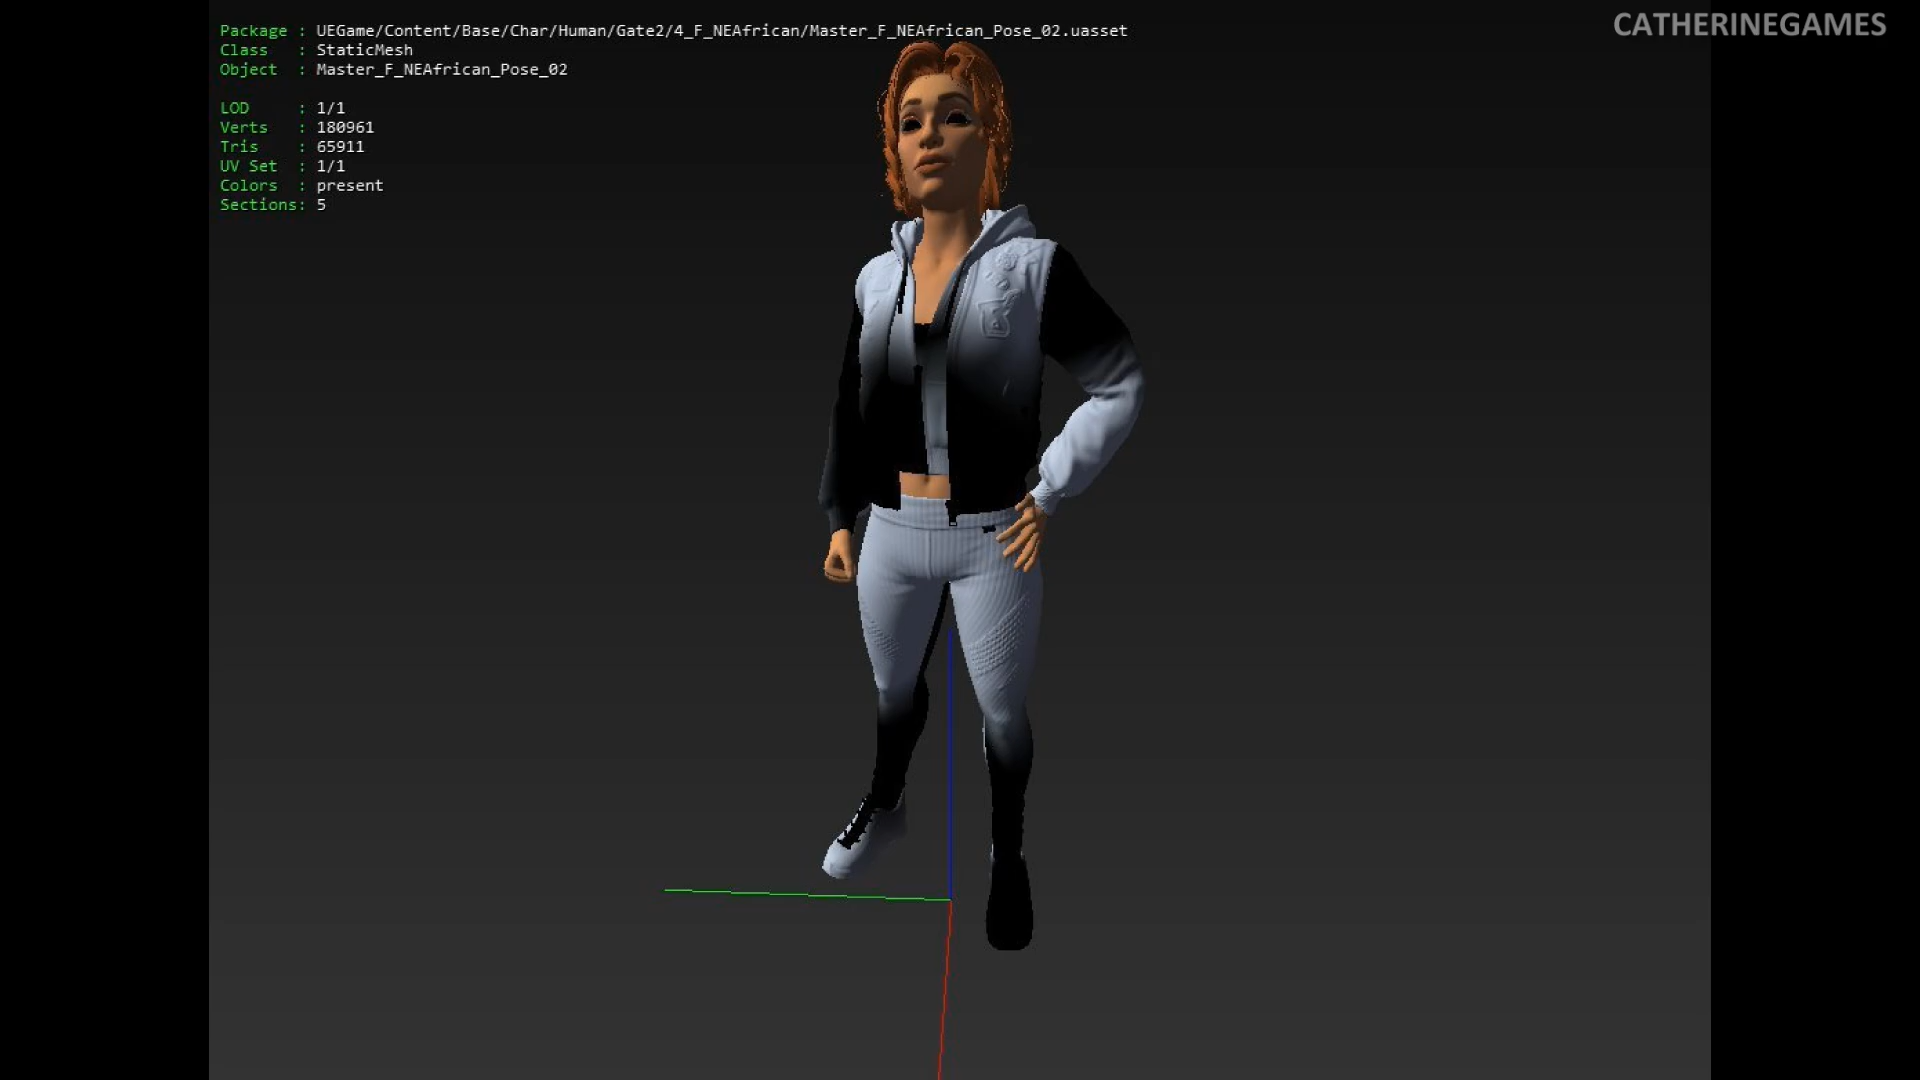 CATHERINEGAMES
Package : UEGame/Content/Base/Char/Human/Gate2/4_F_NEAfrican/Master_F_NEAfrican_Pose_02.uasset
Class : StaticMesh
Object : Master_F_NEAfrican_Pose_02
LOD : 1/1
Verts : 180961
Tris : 65911
UV Set : 1/1
Colors : present
Sections: 5